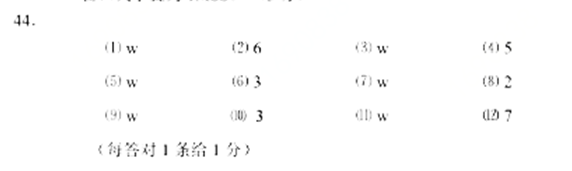 44.
(1) w (2) 6 (3) w (4) 5
(5) w (6) 3 (7) w (8) 2
(9) w (10) 3 (11) w (12) 7
(每答对 1 条给 1 分)